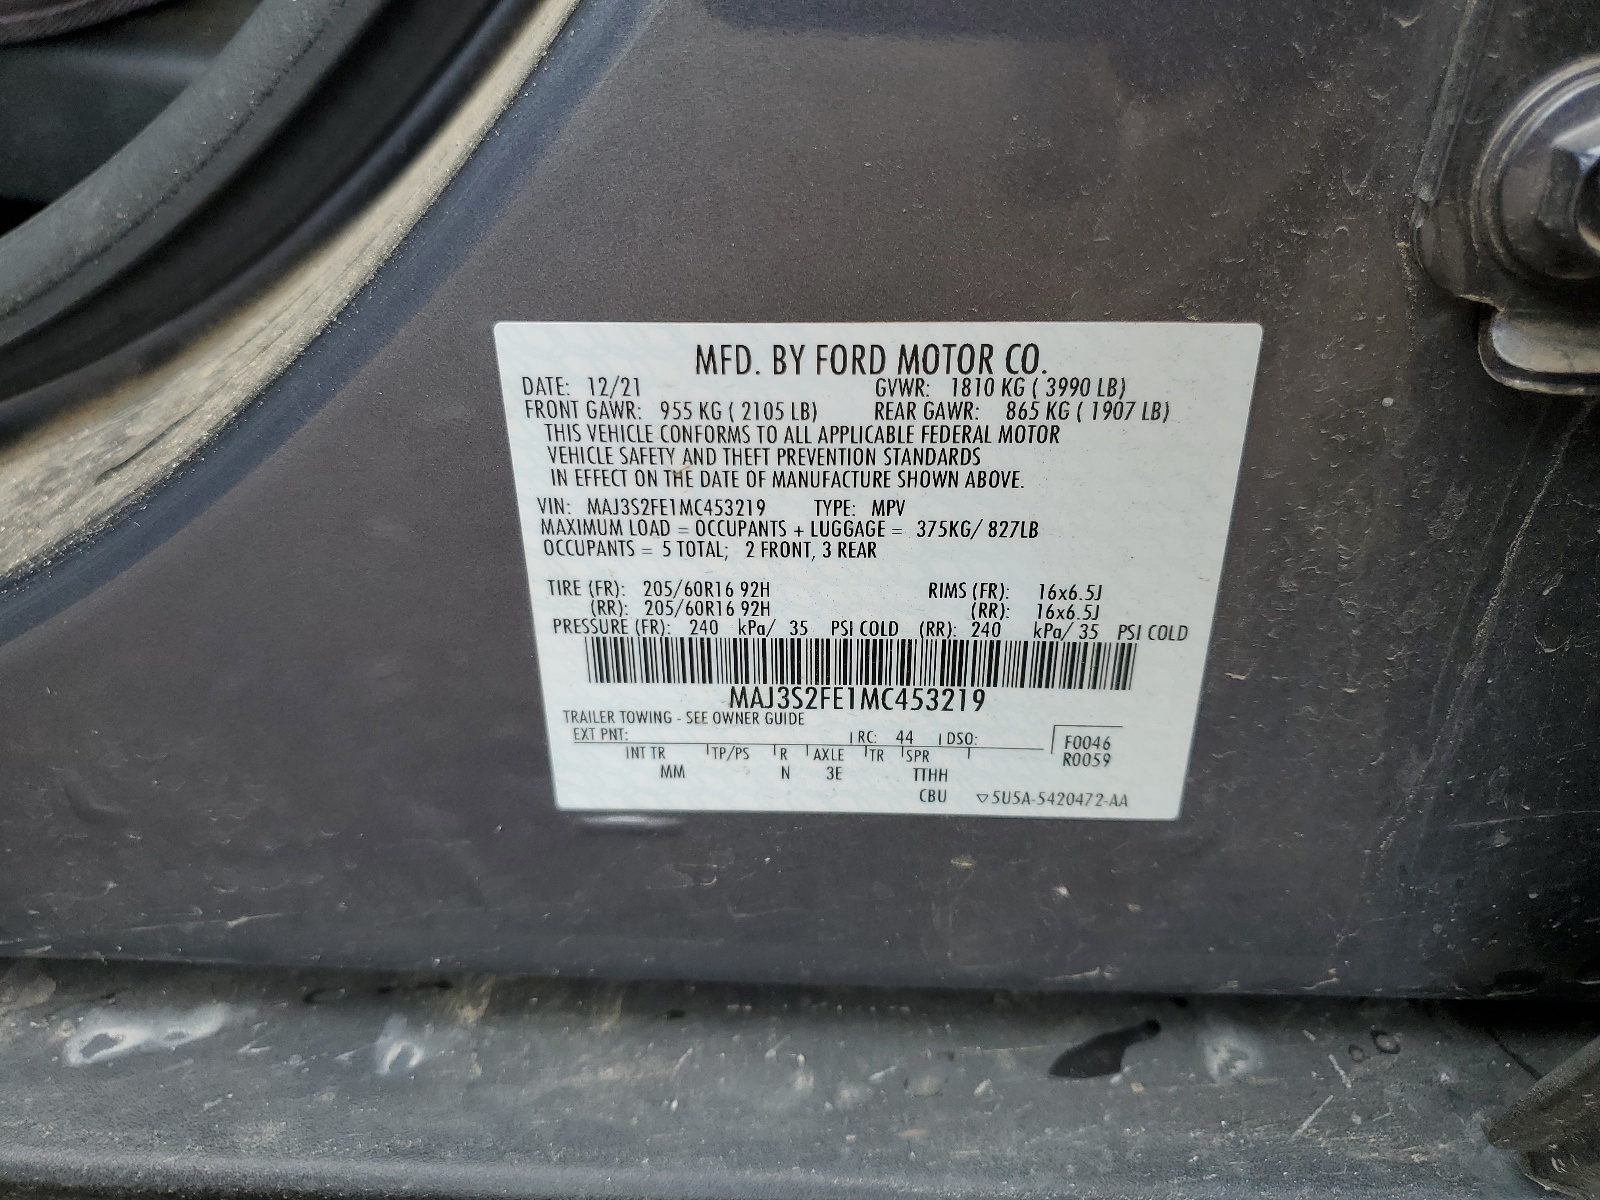 MFD. BY FORD MOTOR CO.
DATE: 12/21 GVWR: 1810 KG ( 3990 LB)
FRONT GAWR: 955 KG ( 2105 LB) REAR GAWR: 865 KG ( 1907 LB)
THIS VEHICLE CONFORMS TO ALL APPLICABLE FEDERAL MOTOR
VEHICLE SAFETY AND THEFT PREVENTION STANDARDS
IN EFFECT ON THE DATE OF MANUFACTURE SHOWN ABOVE.
VIN: MAJ3S2FE1MC453219 TYPE: MPV
MAXIMUM LOAD = OCCUPANTS + LUGGAGE = 375KG/ 827LB
OCCUPANTS = 5 TOTAL; 2 FRONT, 3 REAR
TIRE (FR): 205/60R16 92H RIMS (FR): 16x6.5J
(RR): 205/60R16 92H (RR): 16x6.5J
PRESSURE (FR): 240 kPa/ 35 PSI COLD (RR): 240 kPa/ 35 PSI COLD
MAJ3S2FE1MC453219
TRAILER TOWING - SEE OWNER GUIDE
EXT PNT: RC: 44 DSO: F0046
INT TR TP/PS R AXLE TR SPR R0059
MM N 3E TTHH
CBU ▽5U5A-5420472-AA